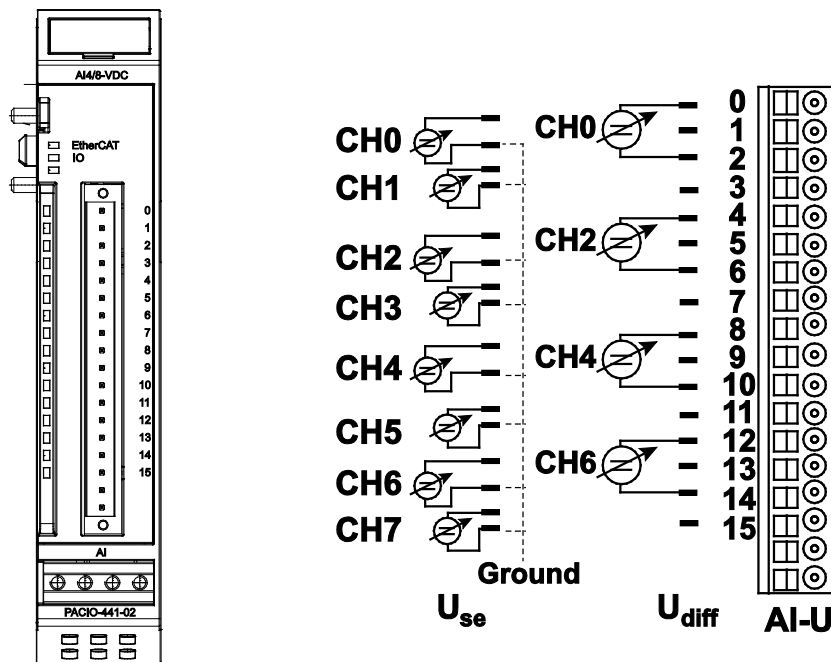 AI4/8-VDC
EtherCAT
IO
0
1
2
3
4
5
6
7
8
9
10
11
12
13
14
15
AI
PACIO-441-02
CH0
CH1
CH2
CH3
CH4
CH5
CH6
CH7
Ground
Use
CH0
CH2
CH4
CH6
Udiff
0
1
2
3
4
5
6
7
8
9
10
11
12
13
14
15
AI-U